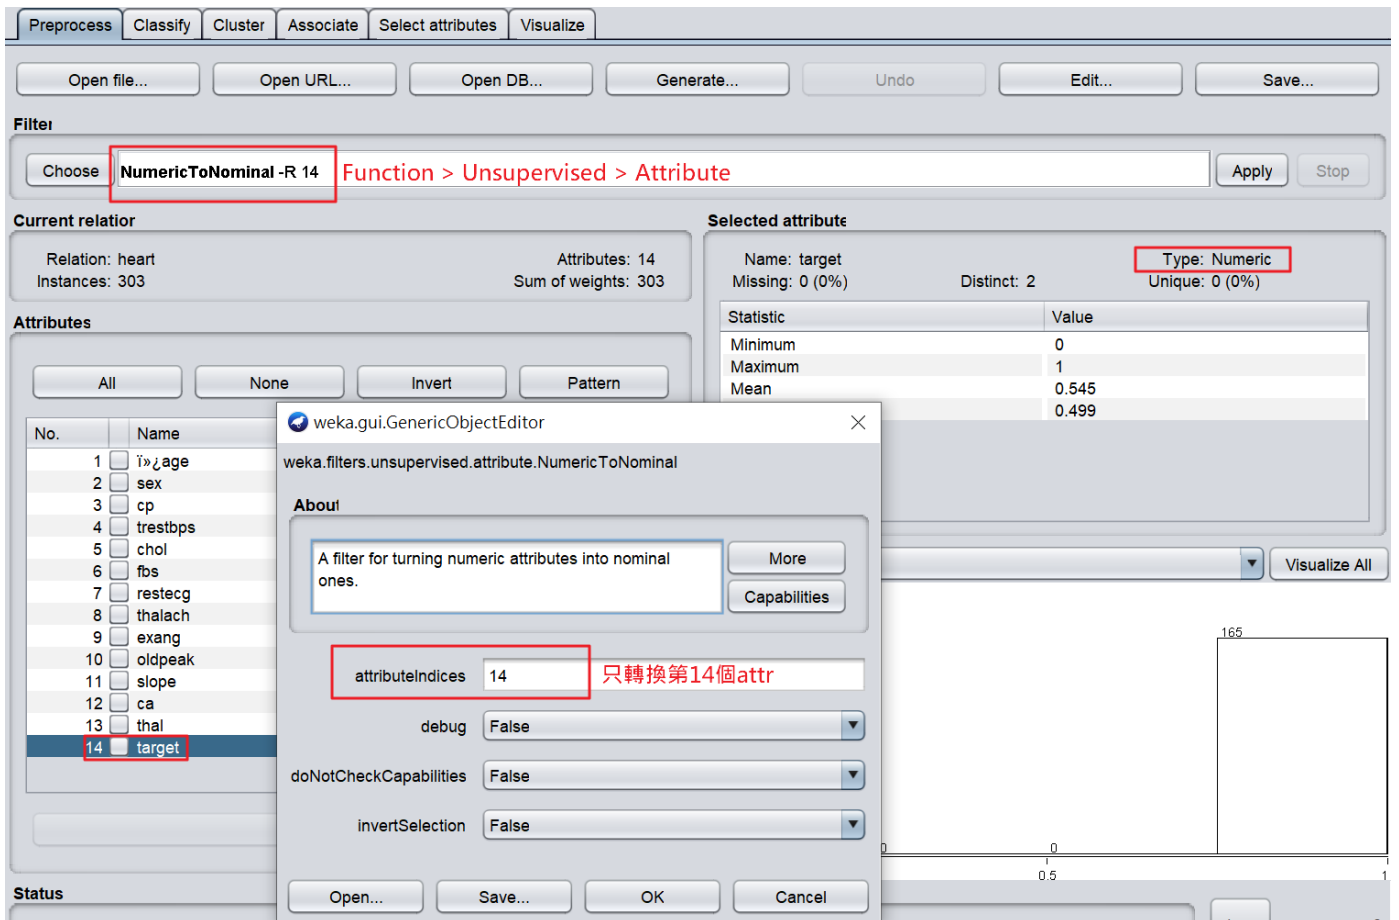 Preprocess Classify Cluster Associate Select attributes Visualize
Open file... Open URL... Open DB... Generate... Undo Edit... Save...
Filter
Choose NumericToNominal -R 14 Function > Unsupervised > Attribute Apply Stop
Current relation
Relation: heart Attributes: 14
Instances: 303 Sum of weights: 303
Selected attribute
Name: target Type: Numeric
Missing: 0 (0%) Distinct: 2 Unique: 0 (0%)
Statistic Value
Minimum 0
Maximum 1
Mean 0.545
0.499
Attributes
All None Invert Pattern
No. Name
1 ï»¿age
2 sex
3 cp
4 trestbps
5 chol
6 fbs
7 restecg
8 thalach
9 exang
10 oldpeak
11 slope
12 ca
13 thal
14 target
weka.gui.GenericObjectEditor
weka.filters.unsupervised.attribute.NumericToNominal
About
A filter for turning numeric attributes into nominal
ones.
More
Capabilities
attributeIndices 14 只轉換第14個attr
debug False
doNotCheckCapabilities False
invertSelection False
Open... Save... OK Cancel
Visualize All
165
0
0.5 1
Status